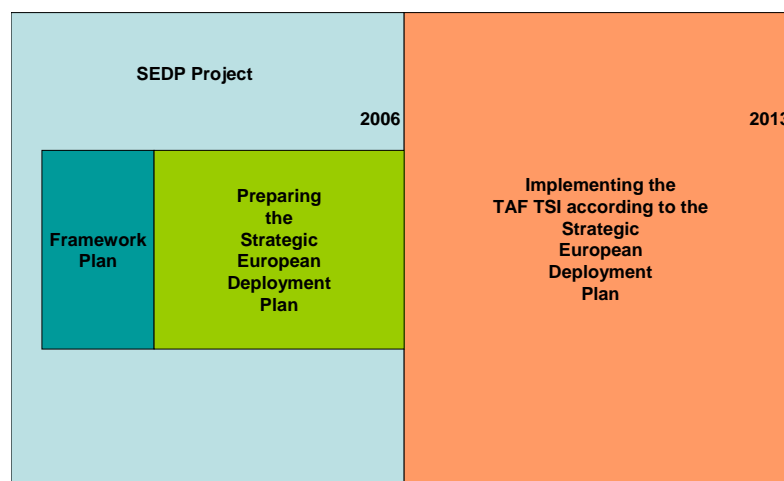 SEDP Project
2006
2013
Framework
Plan
Preparing
the
Strategic
European
Deployment
Plan
Implementing the
TAF TSI according to the
Strategic
European
Deployment
Plan